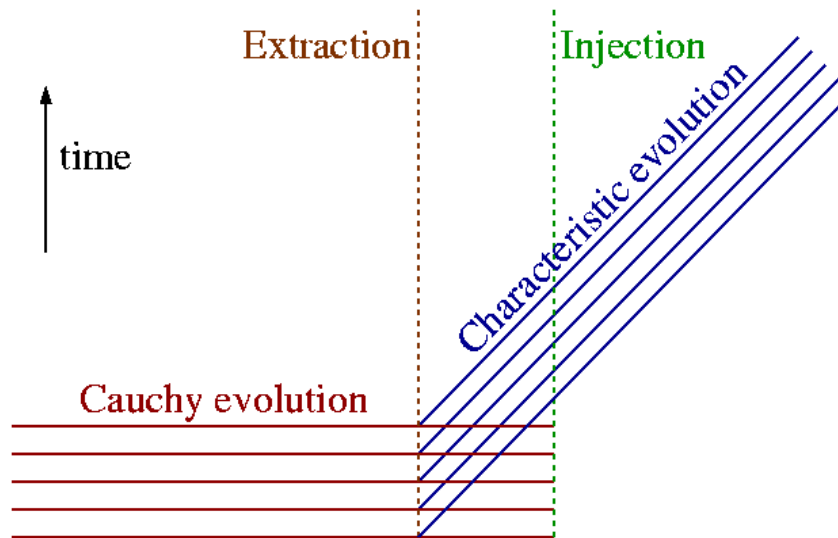 Extraction
Injection
time
Characteristic evolution
Cauchy evolution